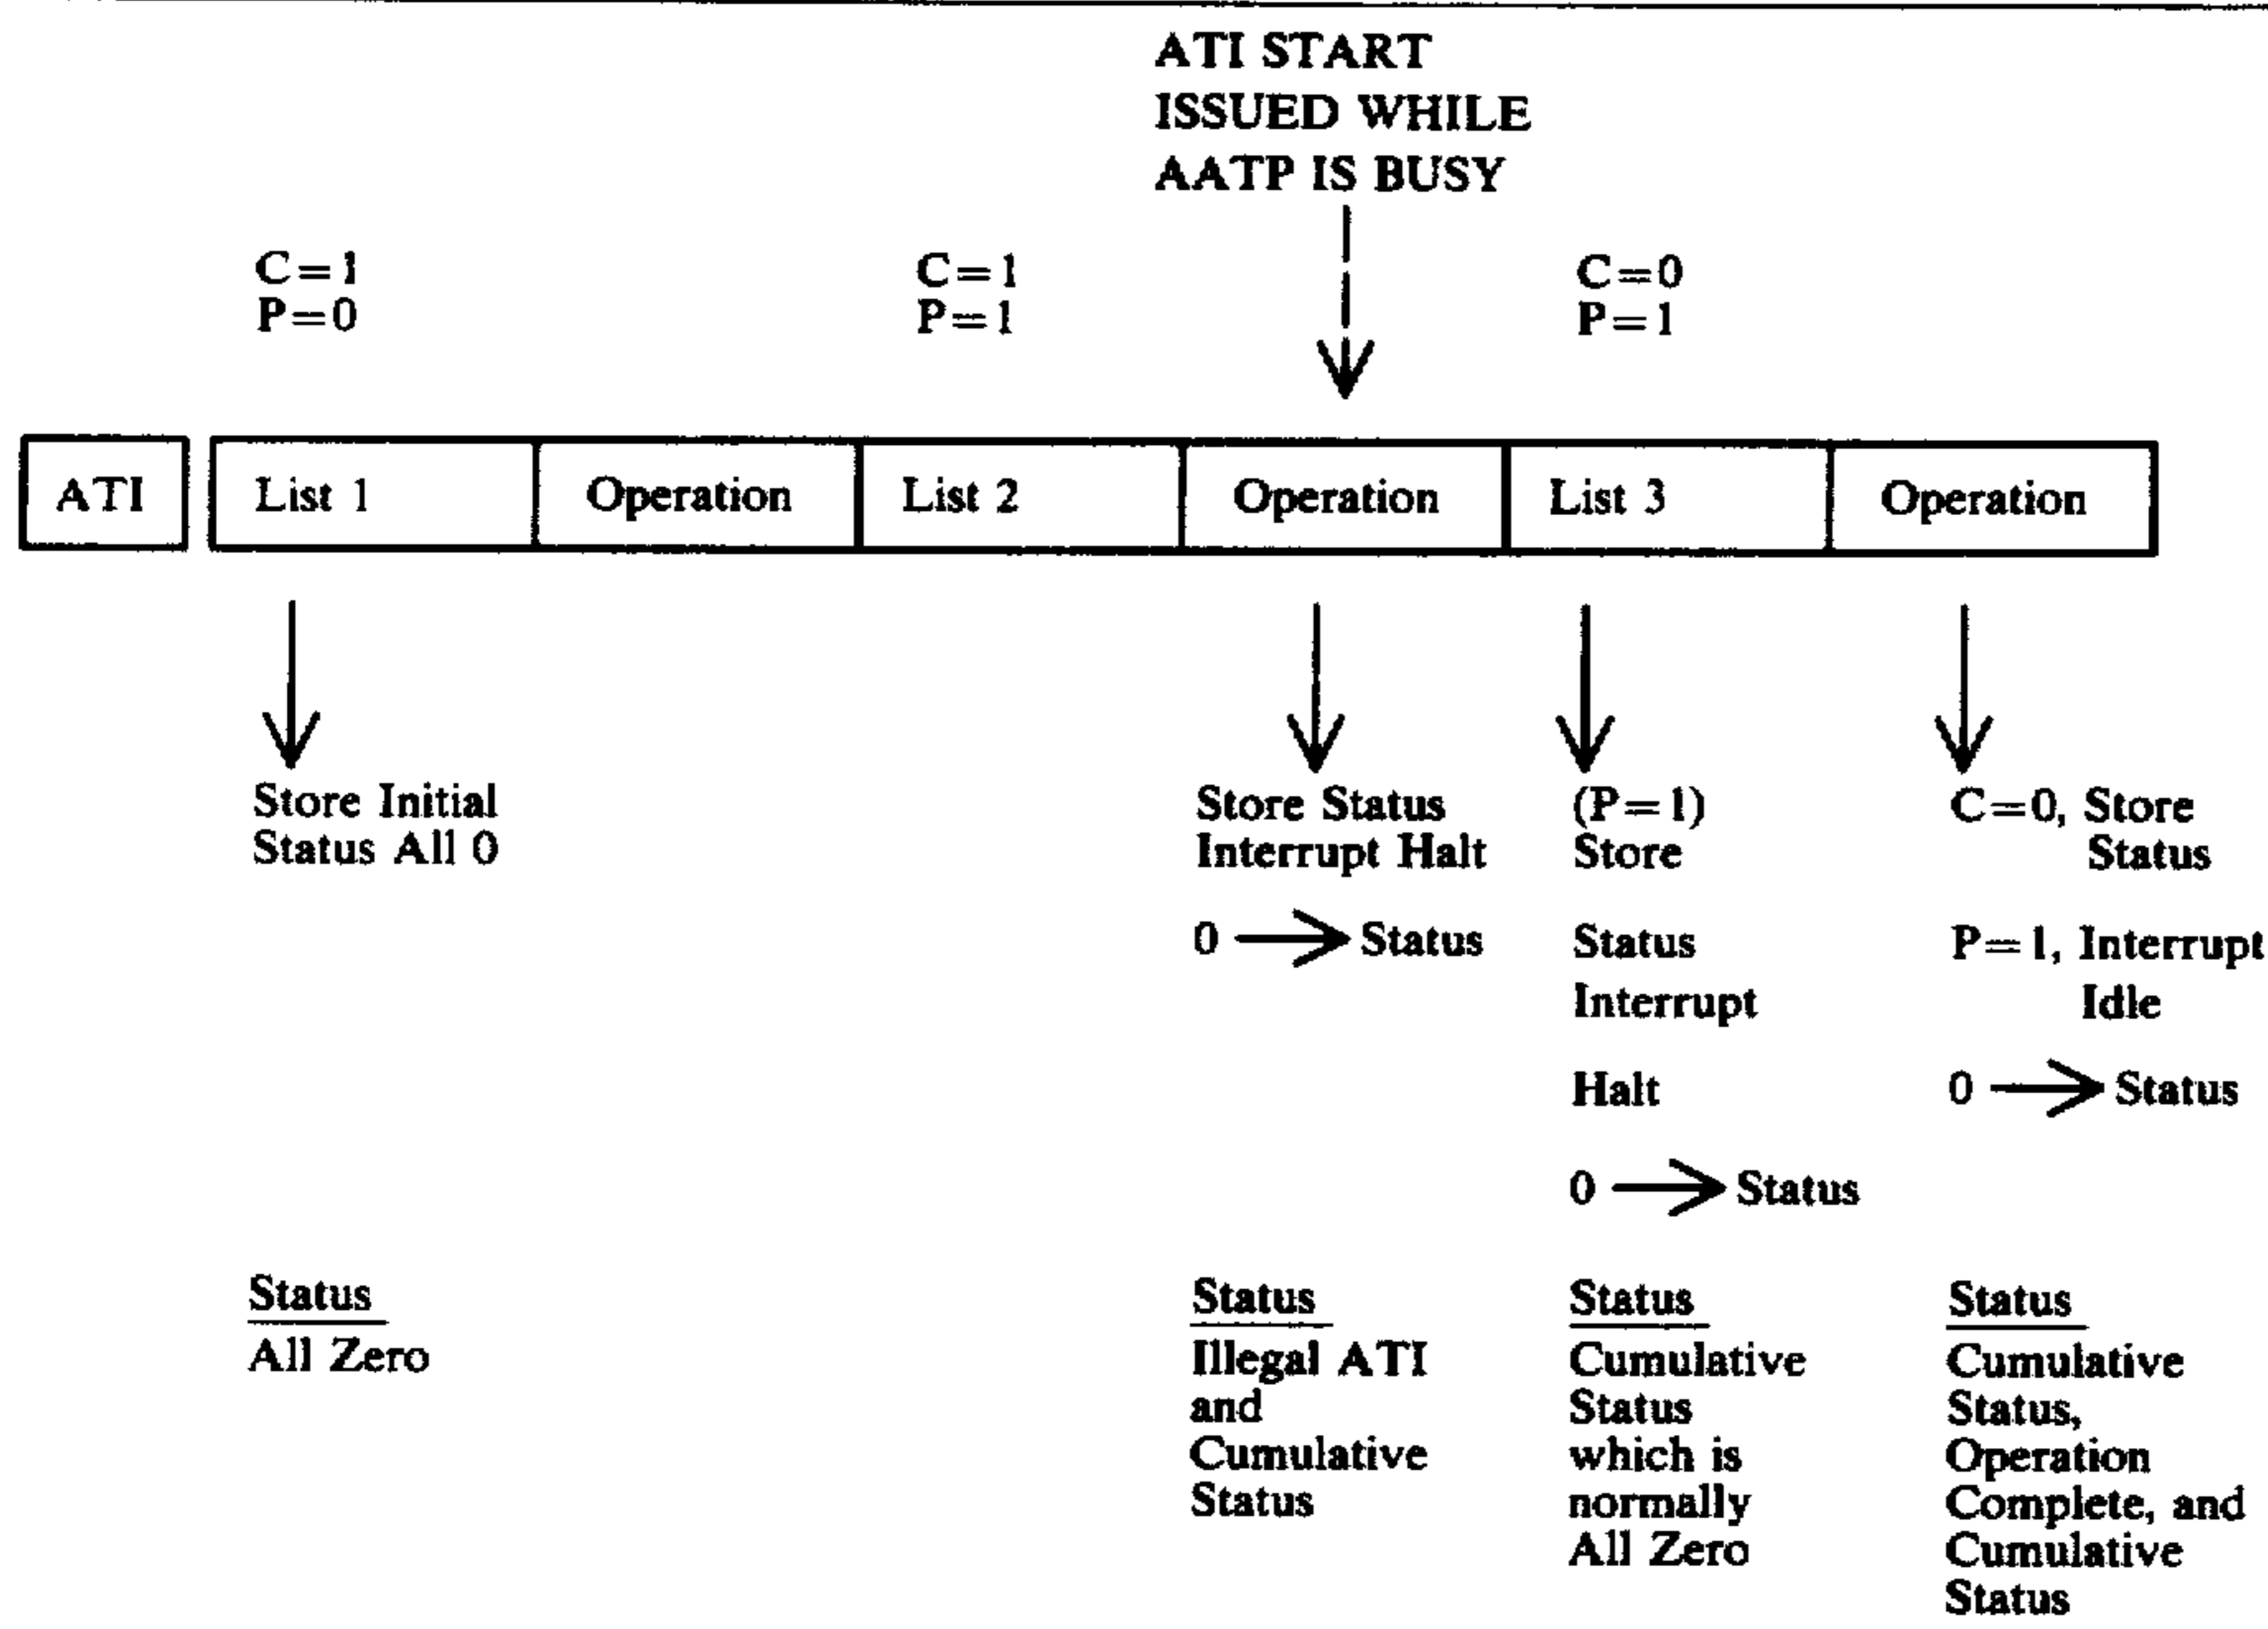 ATI START
ISSUED WHILE
AATP IS BUSY
C=1
P=0
C=1
P=1
C=0
P=1
ATI
List 1
Operation
List 2
Operation
List 3
Operation
Store Initial
Status All 0
Store Status
Interrupt Halt
0 → Status
(P=1)
Store
Status
Interrupt
Halt
0 → Status
C=0, Store
Status
P=1, Interrupt
Idle
0 → Status
Status
All Zero
Status
Illegal ATI
and
Cumulative
Status
Status
Cumulative
Status
which is
normally
All Zero
Status
Cumulative
Status,
Operation
Complete, and
Cumulative
Status